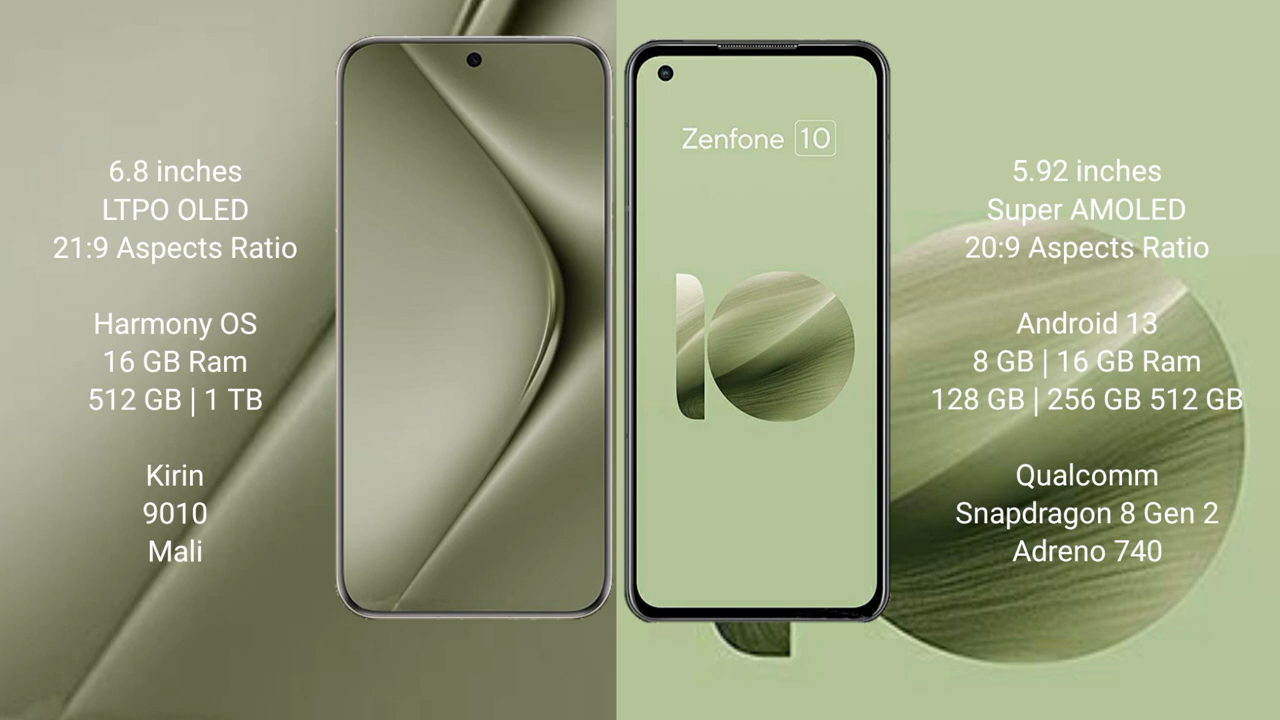 6.8 inches
LTPO OLED
21:9 Aspects Ratio
Harmony OS
16 GB Ram
512 GB | 1 TB
Kirin
9010
Mali
Zenfone 10
10
5.92 inches
Super AMOLED
20:9 Aspects Ratio
Android 13
8 GB | 16 GB Ram
128 GB | 256 GB 512 GB
Qualcomm
Snapdragon 8 Gen 2
Adreno 740